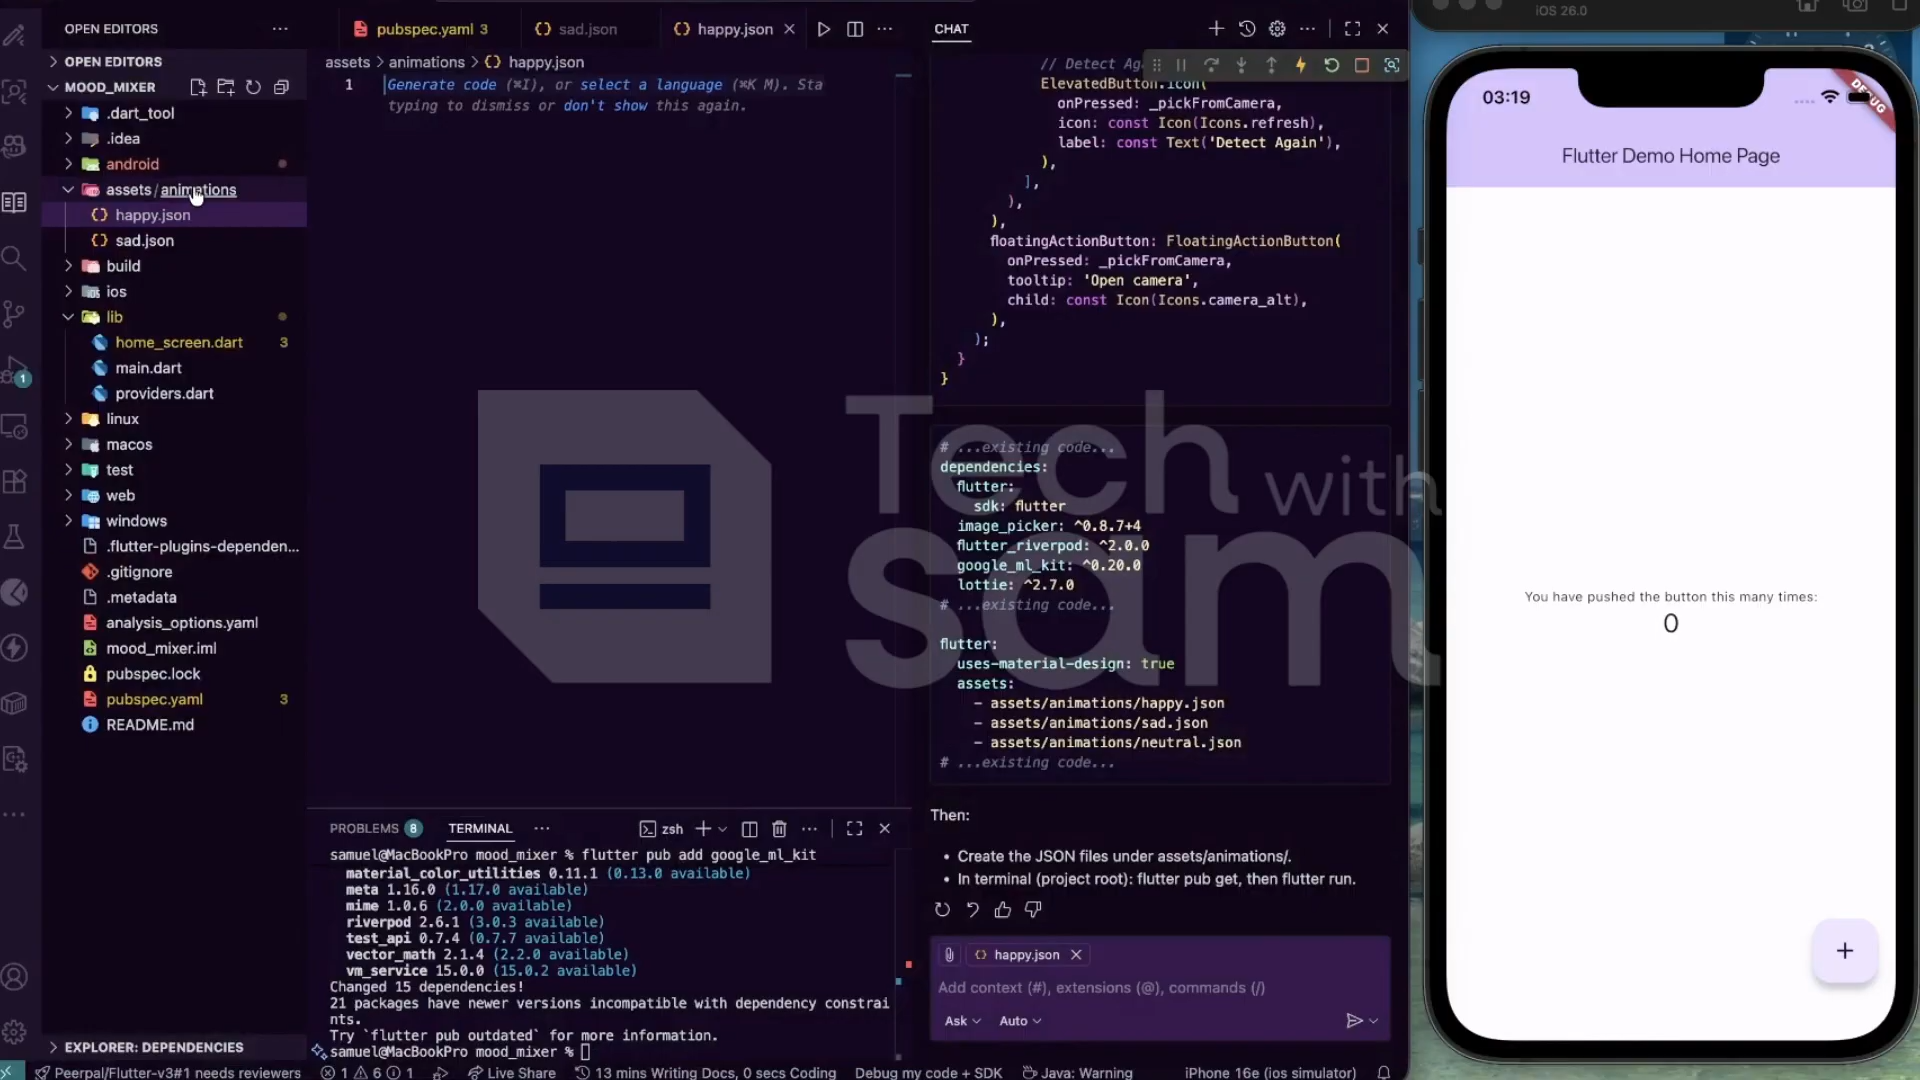 OPEN EDITORS
OPEN EDITORS
MOOD_MIXER
.dart_tool
.idea
android
assets / animations
happy.json
sad.json
build
ios
lib
home_screen.dart 3
main.dart
providers.dart
linux
macos
test
web
windows
.flutter-plugins-dependen...
.gitignore
.metadata
analysis_options.yaml
mood_mixer.iml
pubspec.lock
pubspec.yaml 3
README.md
EXPLORER: DEPENDENCIES
1
pubspec.yaml 3
sad.json
happy.json
assets > animations > {} happy.json
1
Generate code (⌘I), or select a language (⌘K M). Sta
typing to dismiss or don't show this again.
PROBLEMS 8
TERMINAL
zsh
samuel@MacBookPro mood_mixer % flutter pub add google_ml_kit
material_color_utilities 0.11.1 (0.13.0 available)
meta 1.16.0 (1.17.0 available)
mime 1.0.6 (2.0.0 available)
riverpod 2.6.1 (3.0.3 available)
test_api 0.7.4 (0.7.7 available)
vector_math 2.1.4 (2.2.0 available)
vm_service 15.0.0 (15.0.2 available)
Changed 15 dependencies!
21 packages have newer versions incompatible with dependency constrai
nts.
Try `flutter pub outdated` for more information.
samuel@MacBookPro mood_mixer %
CHAT
// Detect Ag
ElevatedButton.icon(
onPressed: _pickFromCamera,
icon: const Icon(Icons.refresh),
label: const Text('Detect Again'),
),
],
),
),
floatingActionButton: FloatingActionButton(
onPressed: _pickFromCamera,
tooltip: 'Open camera',
child: const Icon(Icons.camera_alt),
),
);
}
}
# ...existing code...
dependencies:
flutter:
sdk: flutter
image_picker: ^0.8.7+4
flutter_riverpod: ^2.0.0
google_ml_kit: ^0.20.0
lottie: ^2.7.0
# ...existing code...
flutter:
uses-material-design: true
assets:
- assets/animations/happy.json
- assets/animations/sad.json
- assets/animations/neutral.json
# ...existing code...
Then:
• Create the JSON files under assets/animations/.
• In terminal (project root): flutter pub get, then flutter run.
happy.json
Add context (#), extensions (@), commands (/)
Ask
Auto
Tech with
sam
iOS 26.0
03:19
DEBUG
Flutter Demo Home Page
You have pushed the button this many times:
0
+
Peerpal/Flutter-v3#1 needs reviewers 1 6 1 Live Share 13 mins Writing Docs, 0 secs Coding Debug my code + SDK Java: Warning iPhone 16e (ios simulator)